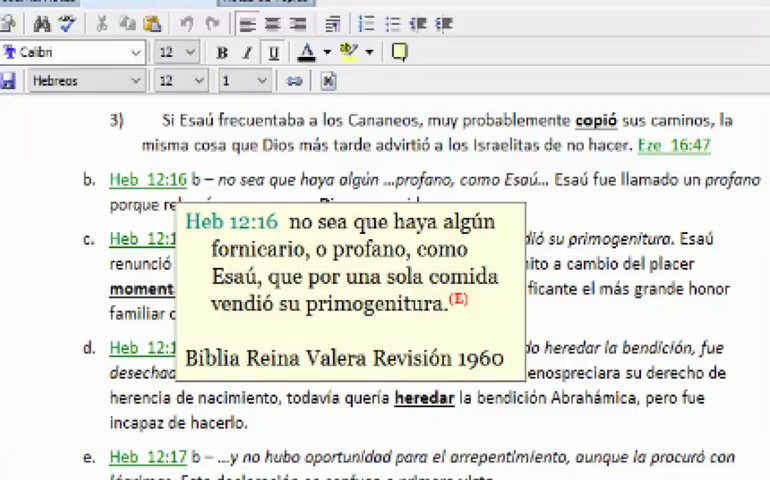 Calibri 12 B I U A
Hebreos 12 1
3) Si Esaú frecuentaba a los Cananeos, muy probablemente copió sus caminos, la
misma cosa que Dios más tarde advirtió a los Israelitas de no hacer. Eze 16:47
b. Heb 12:16 b – no sea que haya algún ...profano, como Esaú... Esaú fue llamado un profano
porque
Heb 12:16 no sea que haya algún
fornicario, o profano, como
Esaú, que por una sola comida
vendió su primogenitura.(E)
Biblia Reina Valera Revisión 1960
c. Heb 12:1 dió su primogenitura. Esaú
renunció ito a cambio del placer
moment ficante el más grande honor
familiar
d. Heb 12:1 do heredar la bendición, fue
desechad enospreciara su derecho de
herencia de nacimiento, todavía quería heredar la bendición Abrahámica, pero fue
incapaz de hacerlo.
e. Heb 12:17 b – ...y no hubo oportunidad para el arrepentimiento, aunque la procuró con